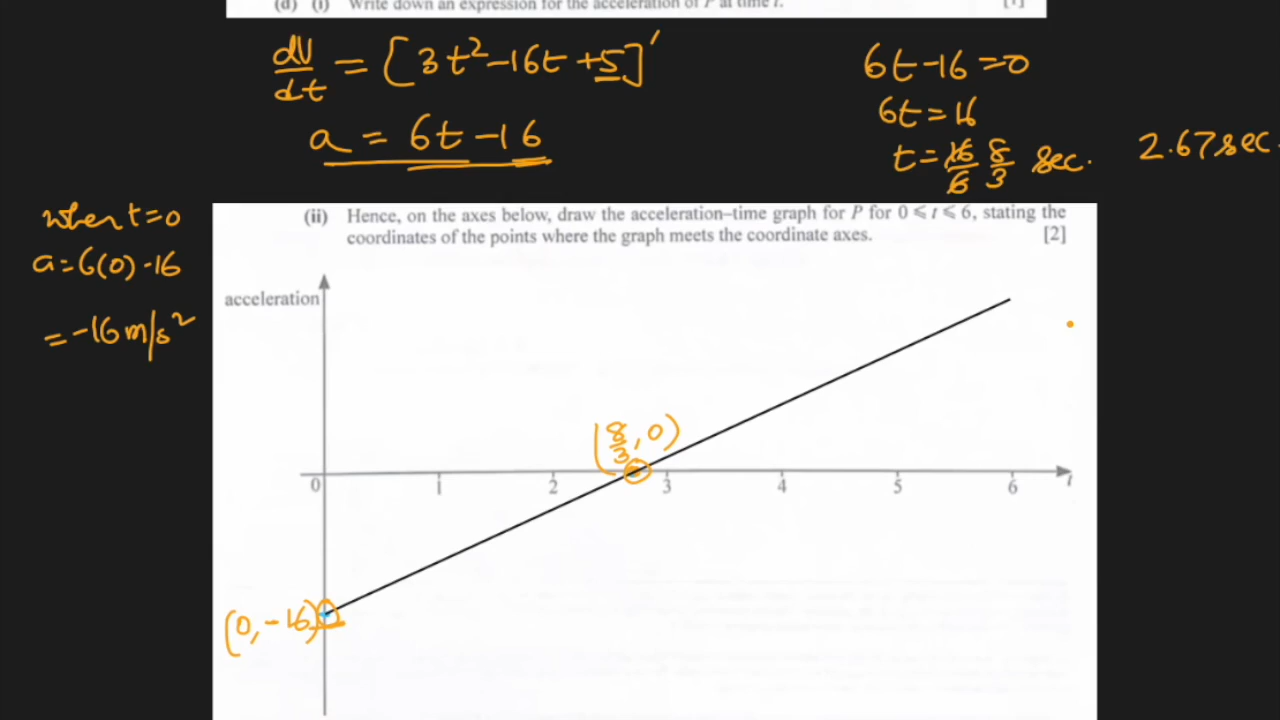 (d) (i) Write down an expression for the acceleration of P at time t. [1]
dv/dt = [3t²-16t+5]'
a = 6t-16
6t-16=0
6t=16
t=16/6 8/3 sec. 2.67sec.
when t=0
a=6(0)-16
=-16m/s²
(ii) Hence, on the axes below, draw the acceleration–time graph for P for 0 ⩽ t ⩽ 6, stating the
coordinates of the points where the graph meets the coordinate axes. [2]
acceleration
(8/3, 0)
0 1 2 3 4 5 6 t
(0,-16)